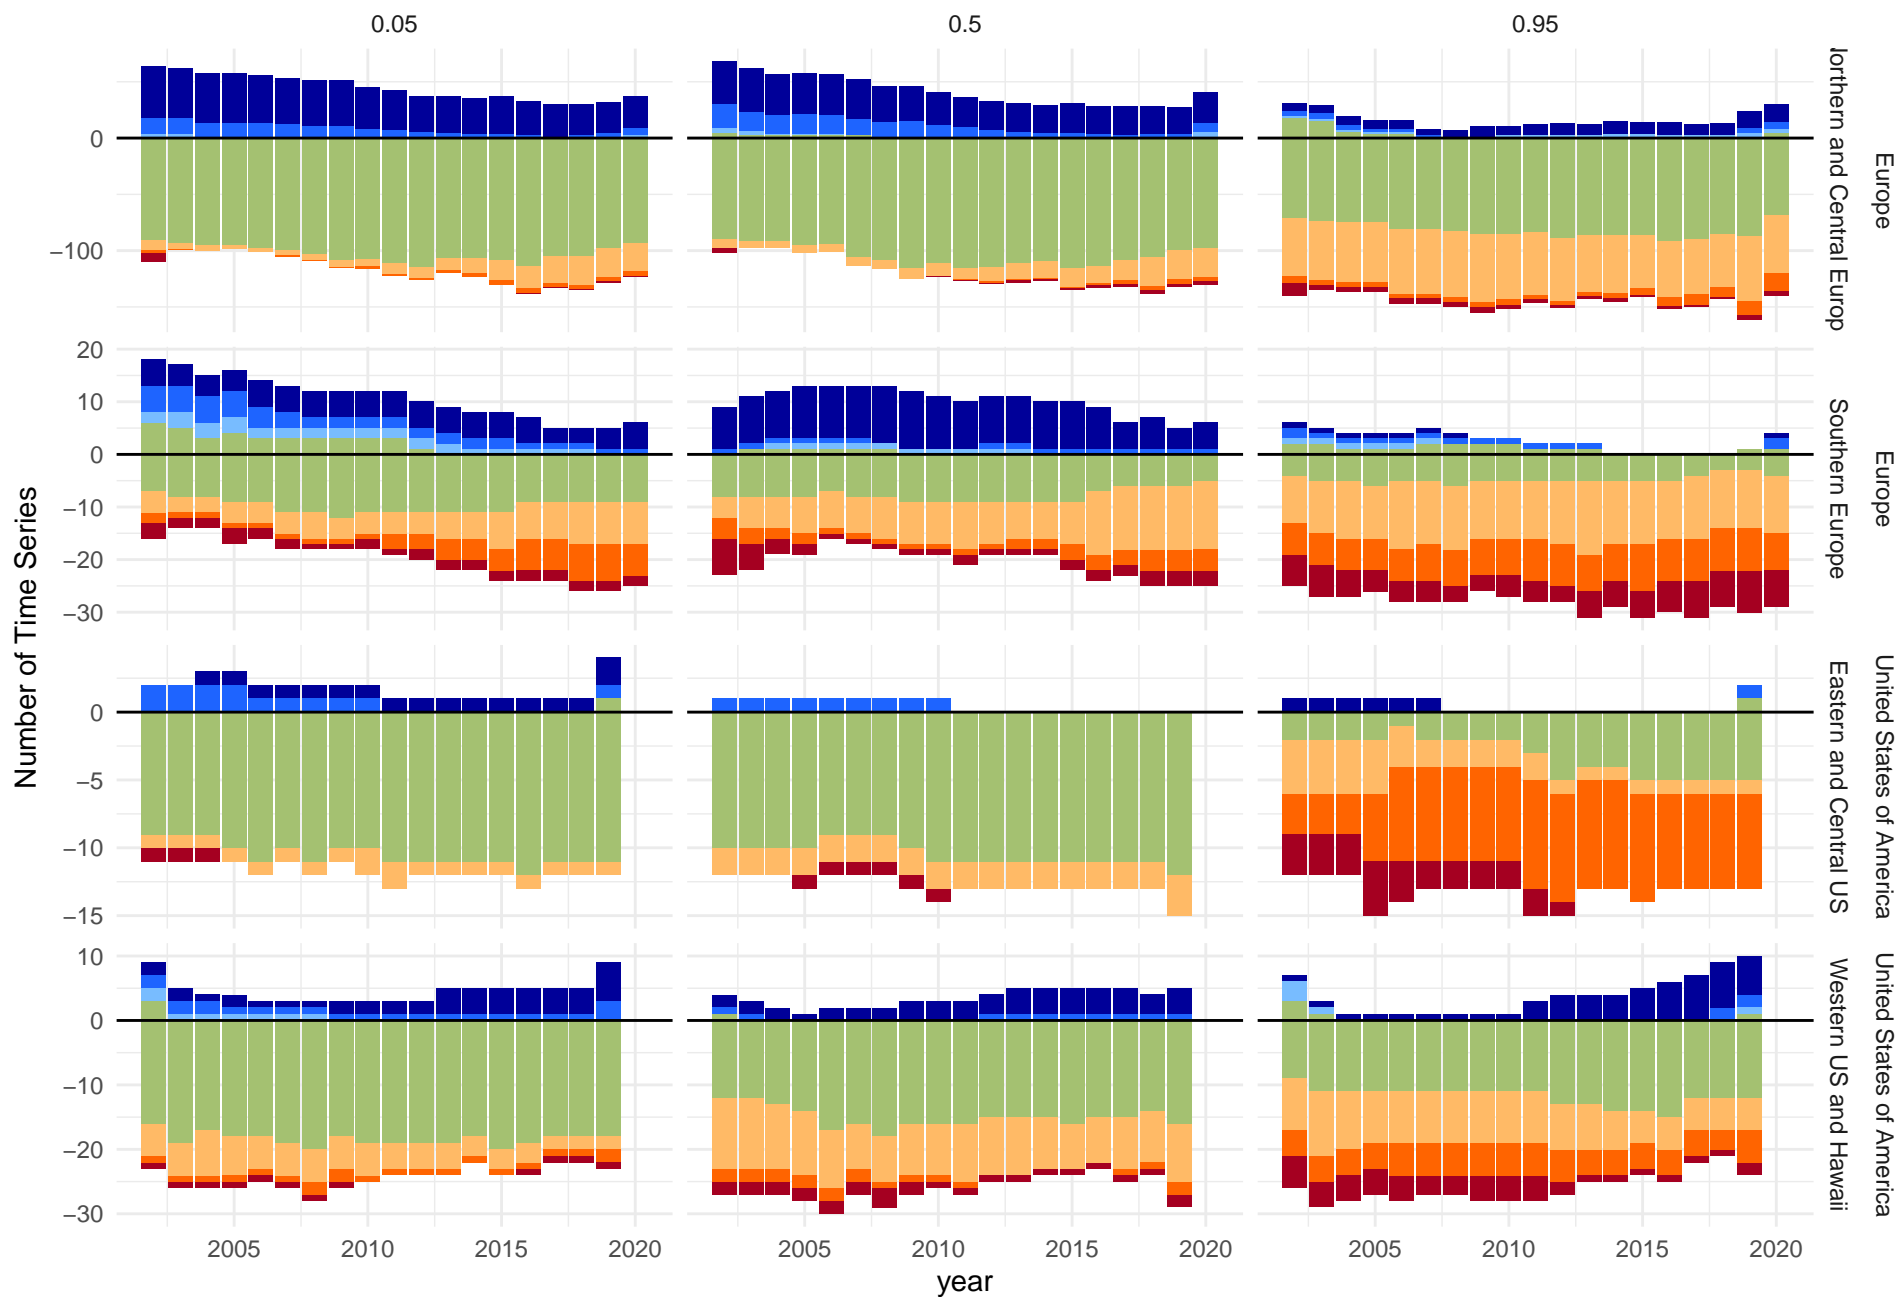 0.05 0.5 0.95
0
−100
orthern and Central Europ
Europe
20
10
0
−10
−20
−30
Southern Europe
Europe
0
−5
−10
−15
Eastern and Central US
United States of America
10
0
−10
−20
−30
Western US and Hawaii
United States of America
Number of Time Series
2005 2010 2015 2020 2005 2010 2015 2020 2005 2010 2015 2020
year